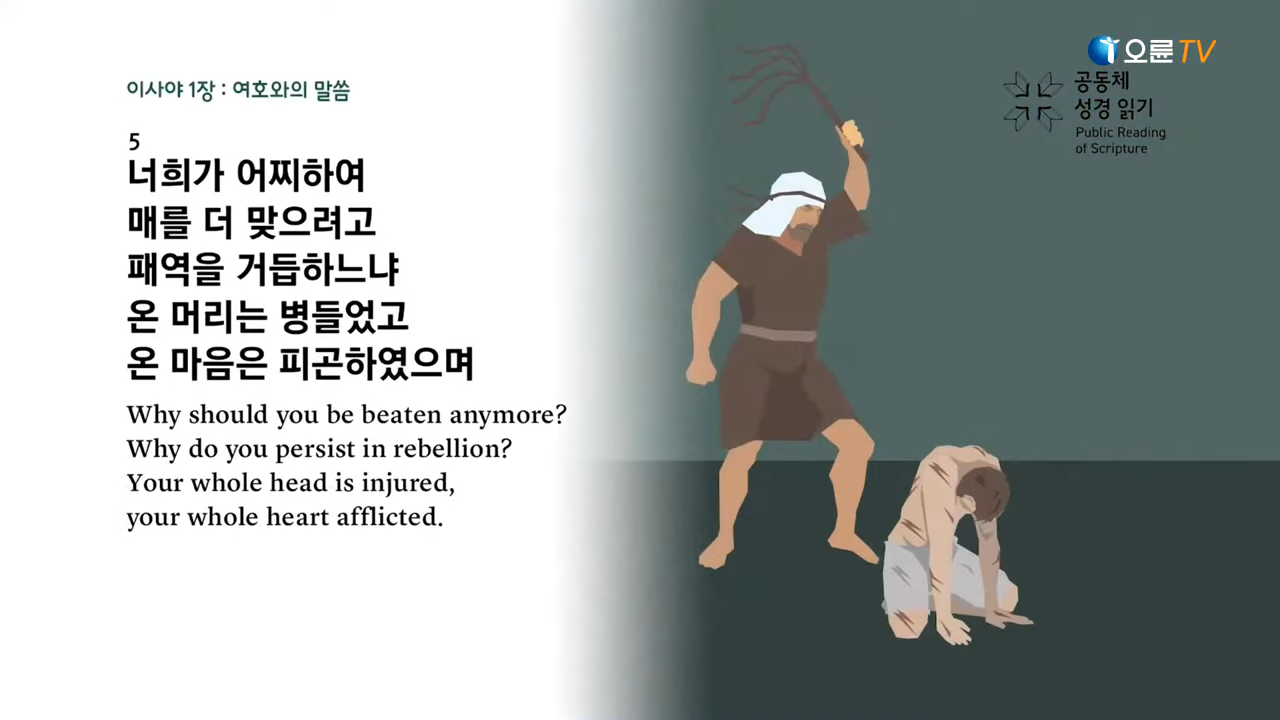 이사야 1장 : 여호와의 말씀
5
너희가 어찌하여
매를 더 맞으려고
패역을 거듭하느냐
온 머리는 병들었고
온 마음은 피곤하였으며
Why should you be beaten anymore?
Why do you persist in rebellion?
Your whole head is injured,
your whole heart afflicted.
오륜TV
공동체
성경 읽기
Public Reading
of Scripture